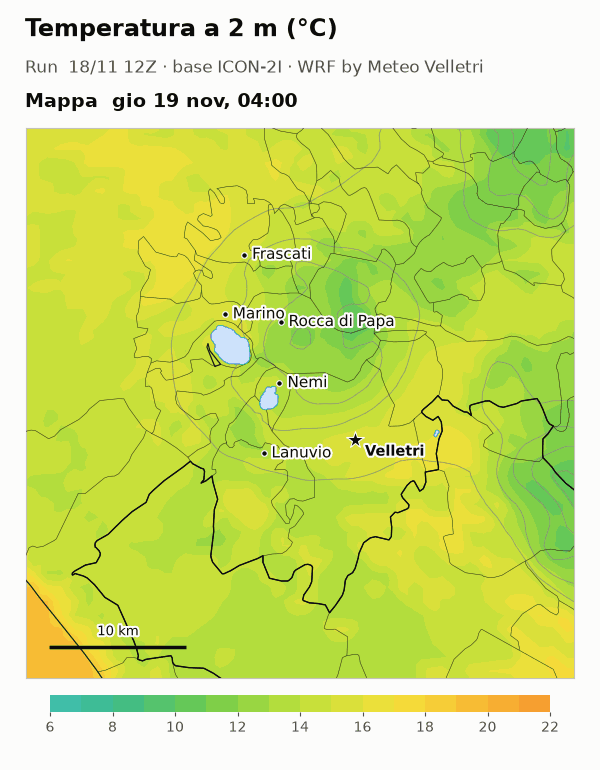 Temperatura a 2 m (°C)
Run  18/11 12Z · base ICON-2I · WRF by Meteo Velletri
Mappa  gio 19 nov, 04:00
Frascati
Marino
Rocca di Papa
Nemi
Velletri
Lanuvio
10 km
6 8 10 12 14 16 18 20 22